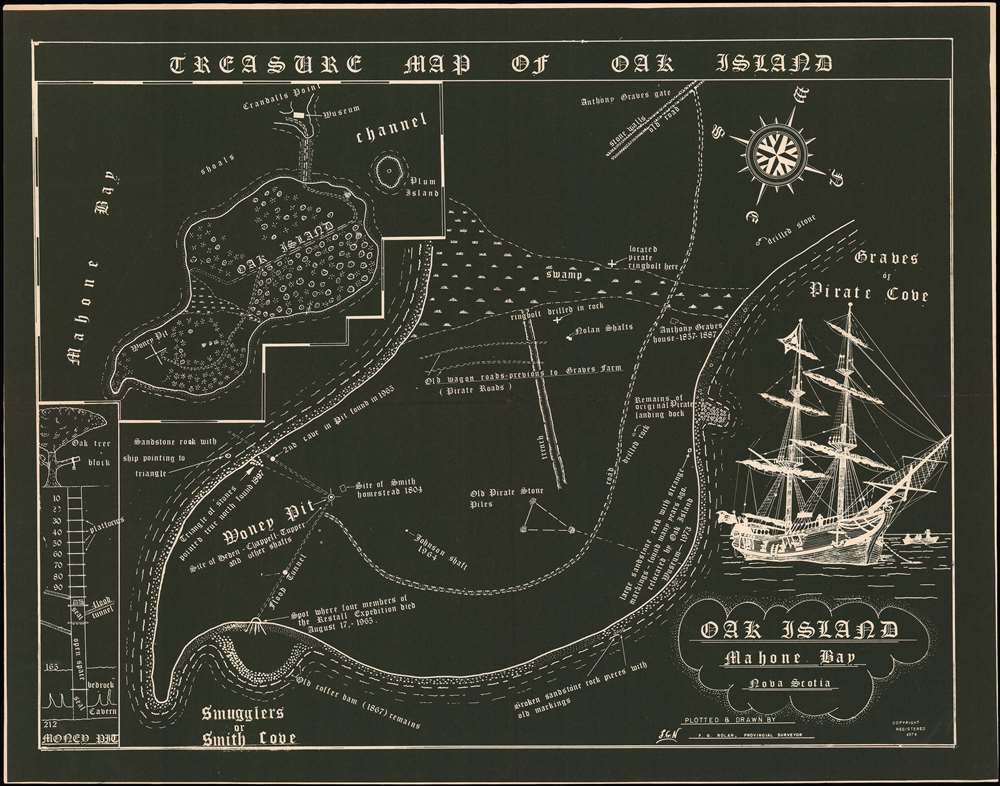 TREASURE MAP OF OAK ISLAND
Crandalls Point
Museum
channel
shoals
Plum
Island
Mahone Bay
OAK ISLAND
Money Pit
Anthony Graves gate
stone walls
old road
drilled stone
Graves
or
Pirate Cove
located
pirate
ringbolt here
swamp
ringbolt drilled in rock
Nolan Shafts
Anthony Graves
house-1857-1887
Old wagon roads-previous to Graves Farm
( Pirate Roads )
Remains of
original Pirate
landing dock
drilled rock
road
trench
Oak tree
block
10
20
30
40
50
60
70
80
90
platforms
seal
flood
tunnel
open space
165
bedrock
seal
Cavern
212
MONEY PIT
Sandstone rock with
ship pointing to
triangle
2nd cave in Pit found in 1965
Triangle of stones
pointed tour Smith found 1897
Site of Smith
homestead 1804
Money Pit
Site of Heden-Chappell-Tupper
and other shafts
Old Pirate Stone
Piles
Johnson shaft
1964
Flood Tunnel
Spot where four members of
the Restall Expedition died
August 17,-1965.
large sandstone rock with strange
markings found many years ago
relocated by Oak Island
Museum-1973
Old coffer dam (1867) remains
Broken sandstone rock pieces with
old markings
Smugglers
or
Smith Cove
OAK ISLAND
Mahone Bay
Nova Scotia
PLOTTED & DRAWN BY
F.G.N
F. G. NOLAN, PROVINCIAL SURVEYOR
COPYRIGHT
REGISTERED
1974